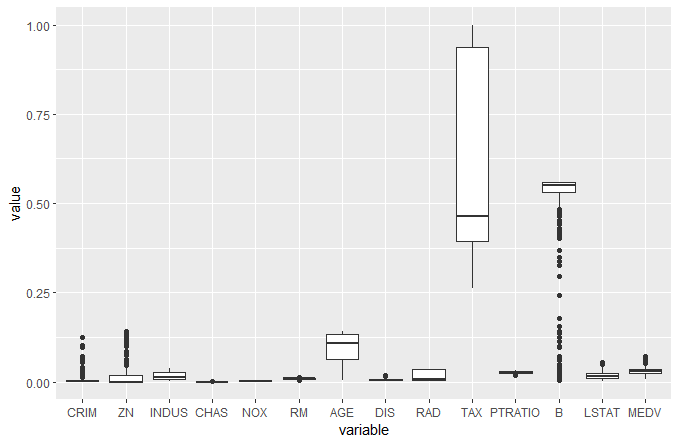 1.00
0.75
0.50
0.25
0.00
value
CRIM ZN INDUS CHAS NOX RM AGE DIS RAD TAX PTRATIO B LSTAT MEDV
variable